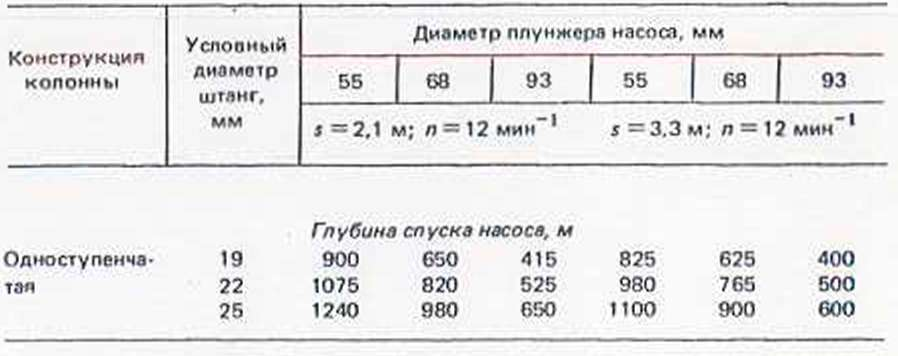 Конструкция колонны
Условный диаметр штанг, мм
Диаметр плунжера насоса, мм
55 68 93 55 68 93
s = 2,1 м; n = 12 мин⁻¹ s = 3,3 м; n = 12 мин⁻¹
Глубина спуска насоса, м
Одноступенча- 19 900 650 415 825 625 400
тая 22 1075 820 525 980 765 500
25 1240 980 650 1100 900 600